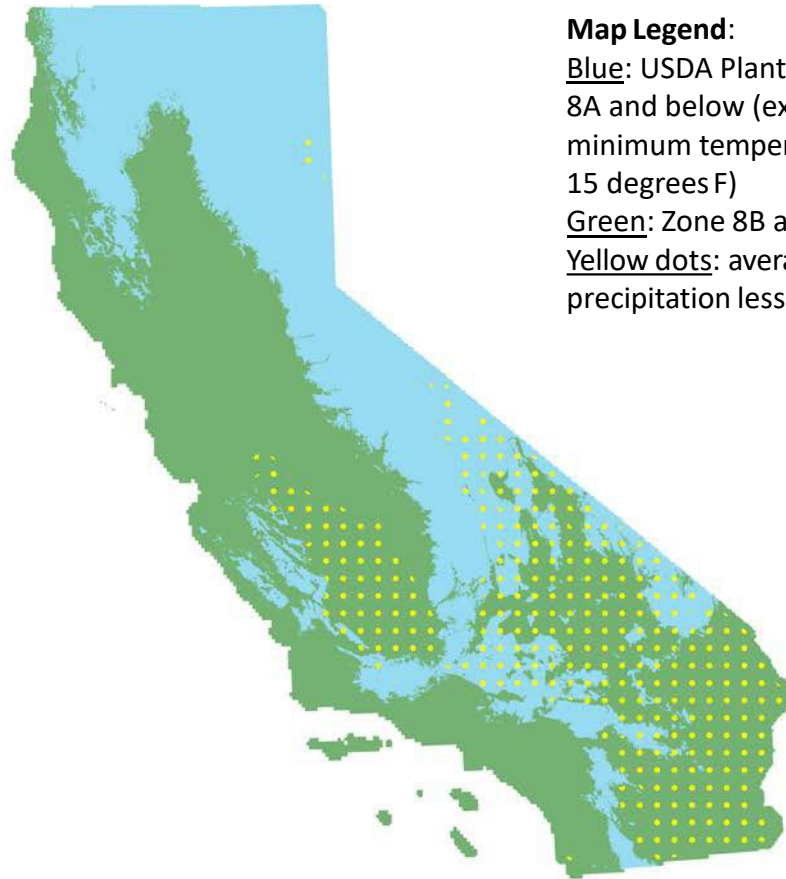 Map Legend:
Blue: USDA Plant
8A and below (ex
minimum temper
15 degrees F)
Green: Zone 8B a
Yellow dots: avera
precipitation less